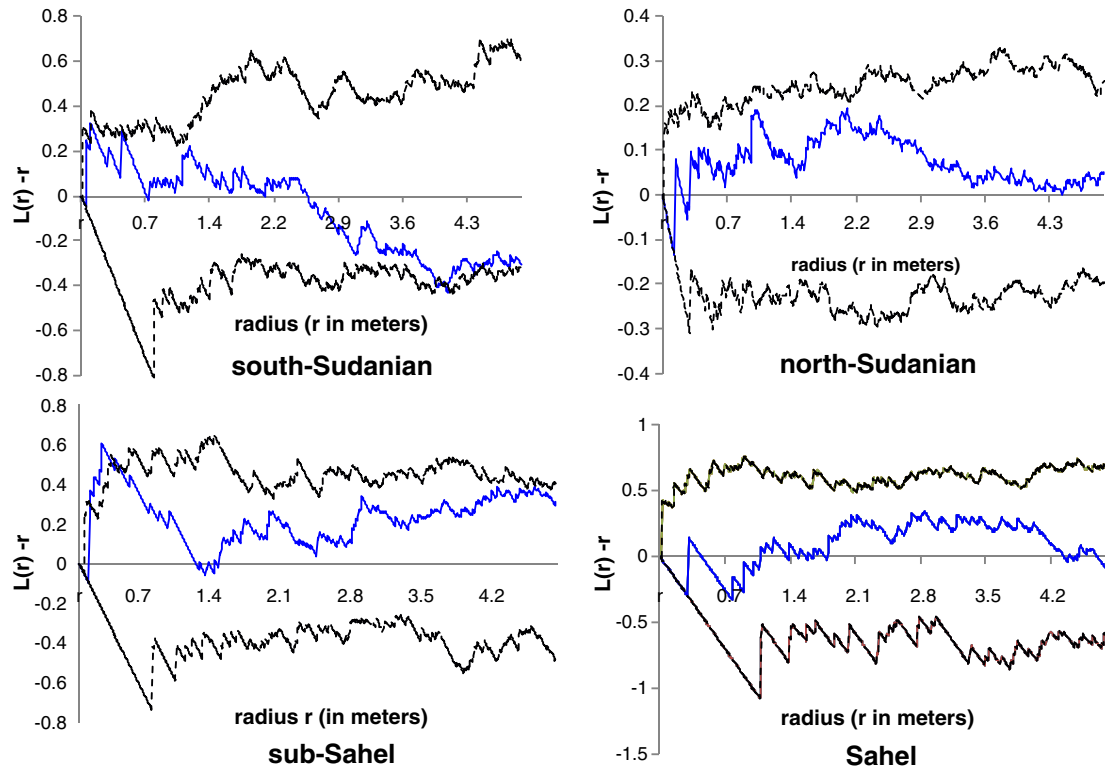 0.8
0.6
0.4
0.2
0
-0.2
-0.4
-0.6
-0.8
L(r) -r
r 0.7 1.4 2.2 2.9 3.6 4.3
radius (r in meters)
south-Sudanian
0.4
0.3
0.2
0.1
0
-0.1
-0.2
-0.3
-0.4
L(r) -r
r 0.7 1.4 2.2 2.9 3.6 4.3
radius (r in meters)
north-Sudanian
0.8
0.6
0.4
0.2
0
-0.2
-0.4
-0.6
-0.8
L(r) -r
r 0.7 1.4 2.1 2.8 3.5 4.2
radius r (in meters)
sub-Sahel
1
0.5
0
-0.5
-1
-1.5
L(r) -r
r 0.7 1.4 2.1 2.8 3.5 4.2
radius (r in meters)
Sahel